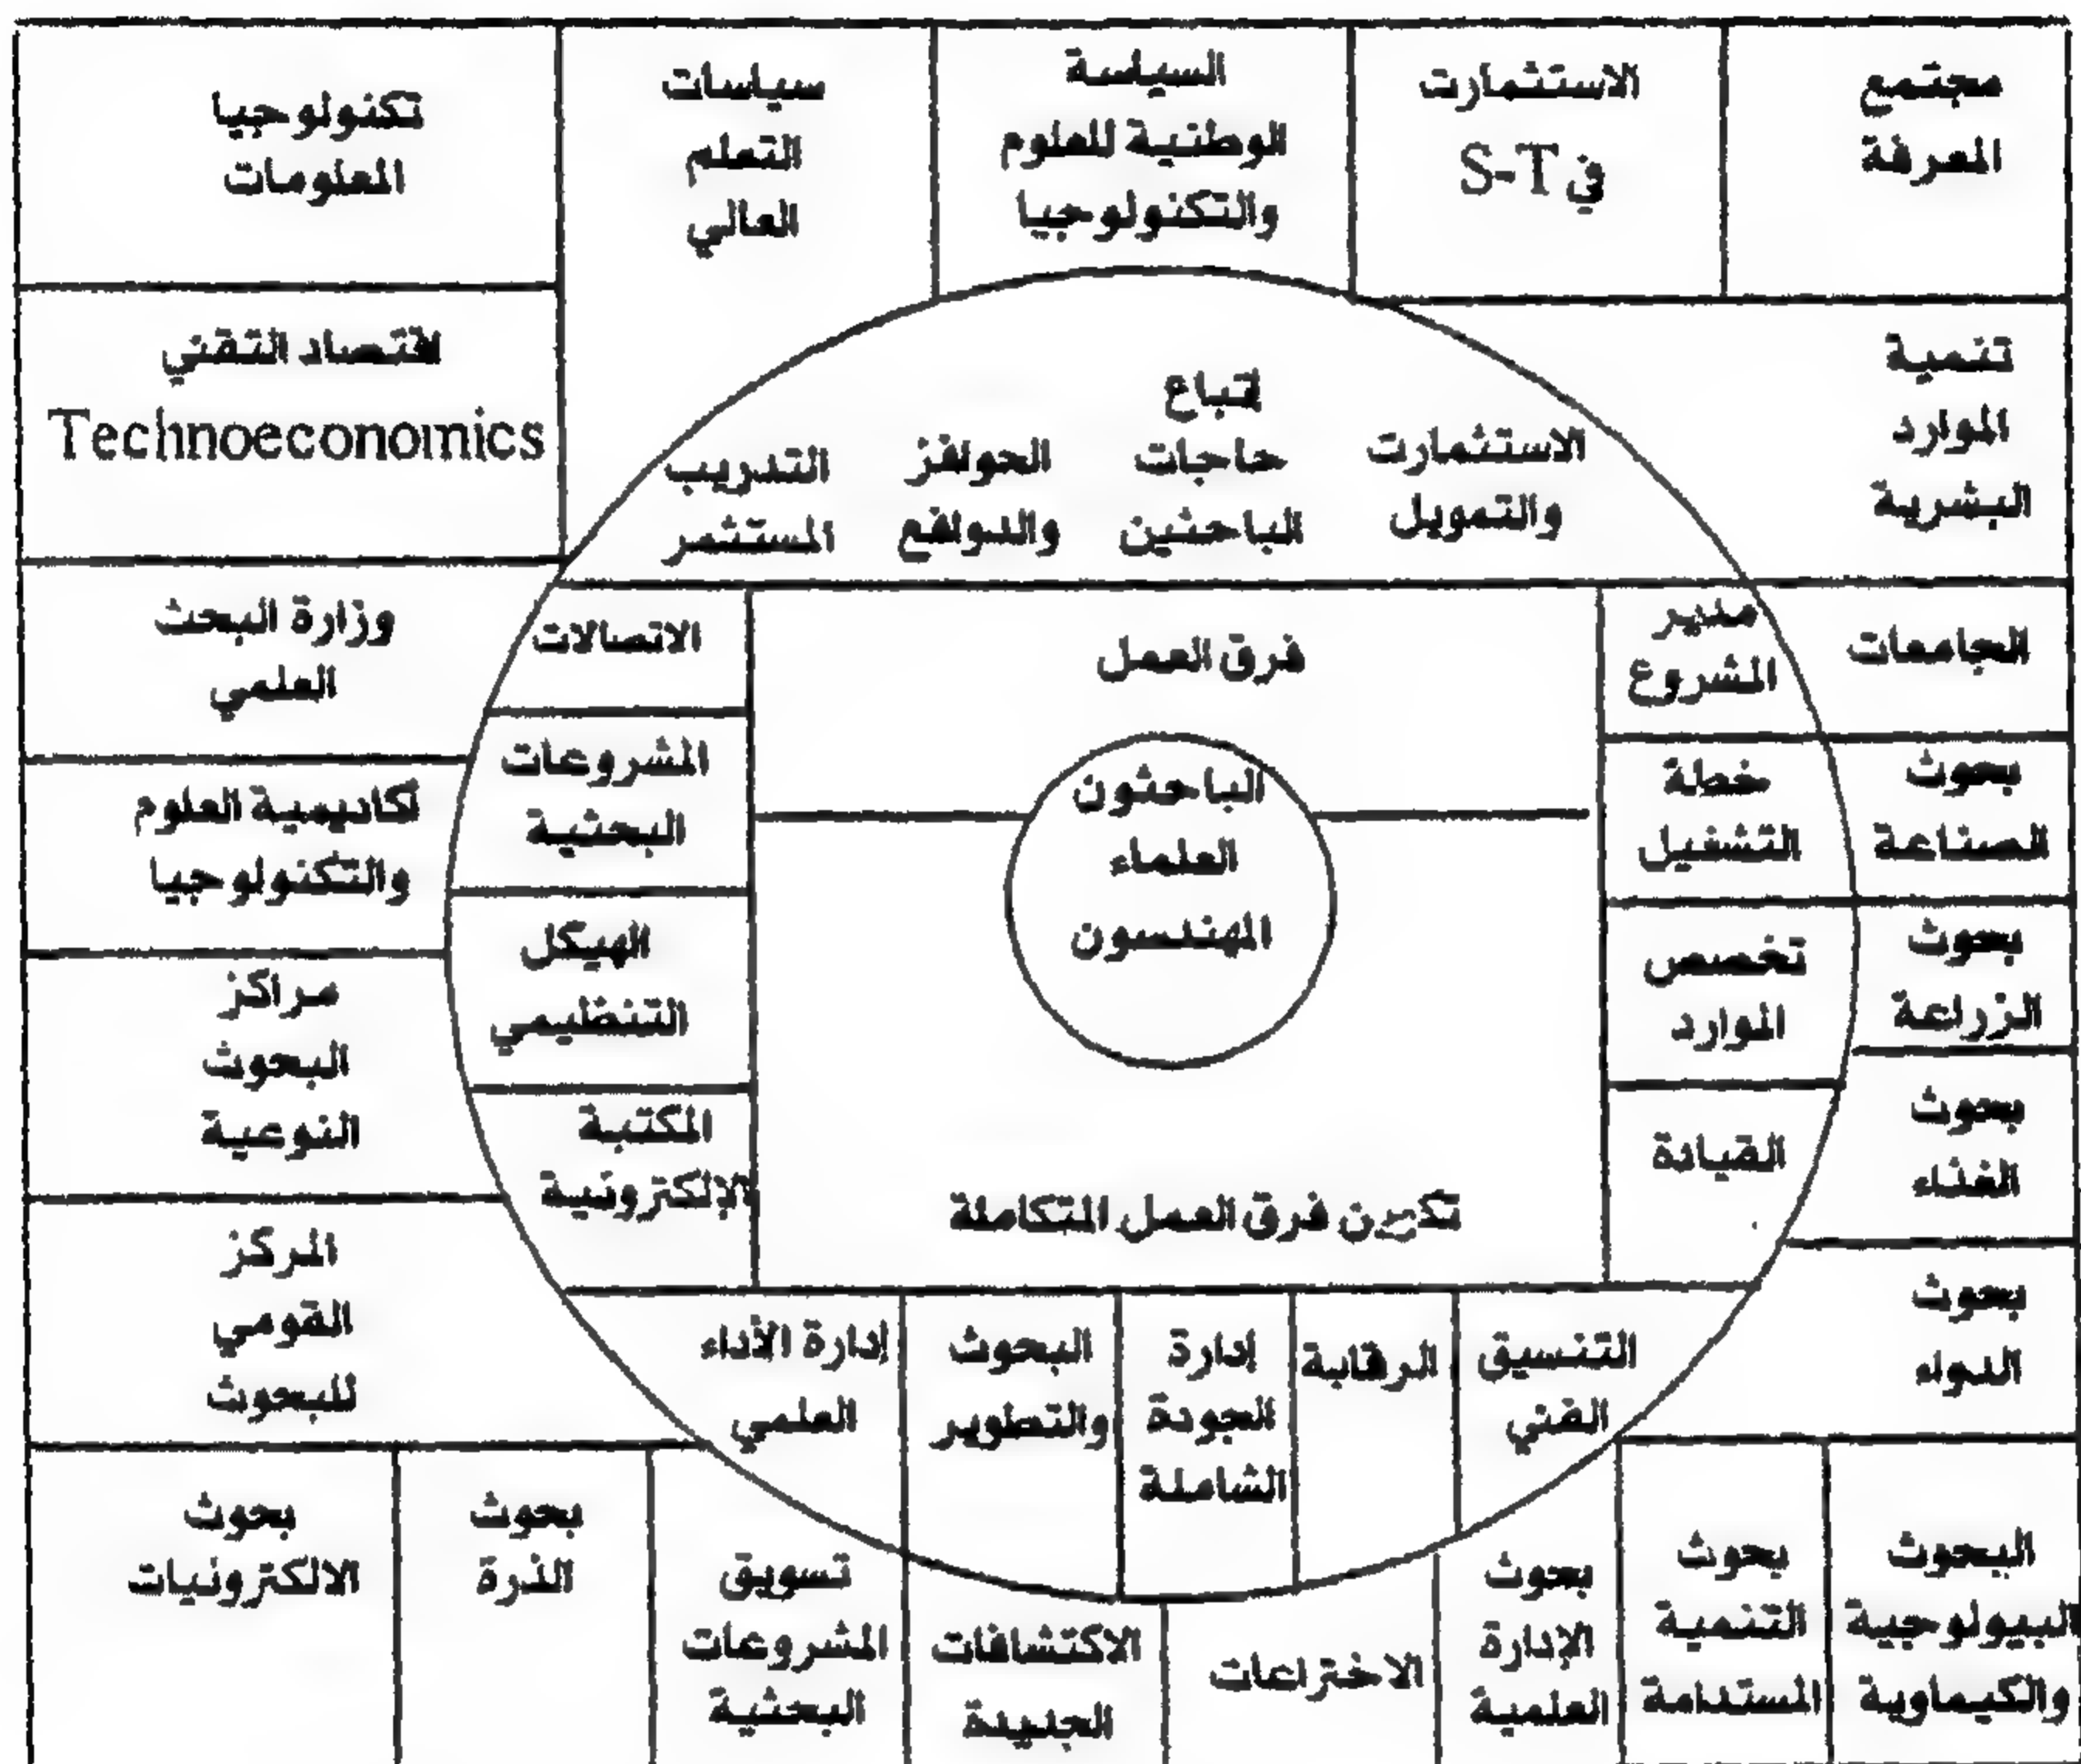 مجتمع
المعرفة
الاستثمارت
في S-T
السياسة
الوطنية للعلوم
والتكنولوجيا
سياسات
التعلم
العالي
تكنولوجيا
المعلومات
اقتصاد التقني
Technoeconomics
تنمية
الموارد
البشرية
الاستثمارت
والتمويل
إتباع
حاجات
الباحثين
الحوافز
والدوافع
التدريب
المستثمر
الجامعات
مدير
المشروع
فرق العمل
الاتصالات
وزارة البحث
العلمي
بحوث
الصناعة
خطة
التشغيل
الباحثون
العلماء
المهندسون
المشروعات
البحثية
أكاديمية العلوم
والتكنولوجيا
بحوث
الزراعة
تخصص
الموارد
الهيكل
التنظيمي
مراكز
البحوث
النوعية
بحوث
الغذاء
القيادة
تكوين فرق العمل المتكاملة
المكتبة
الإلكترونية
المركز
القومي
للبحوث
بحوث
الدواء
التنسيق
الفني
الرقابة
إدارة
الجودة
الشاملة
البحوث
والتطوير
إدارة الأداء
العلمي
البحوث
البيولوجية
والكيماوية
بحوث
التنمية
المستدامة
بحوث
الإدارة
العلمية
الاختراعات
الاكتشافات
الجديدة
تسويق
المشروعات
البحثية
بحوث
الذرة
بحوث
الالكترونيات